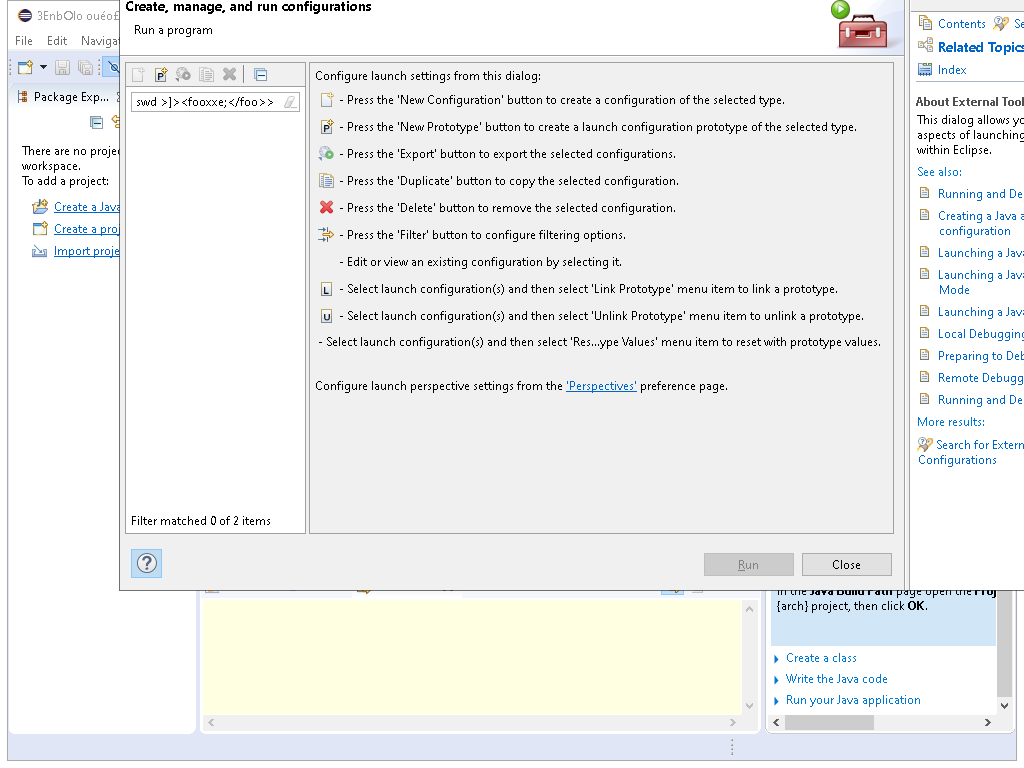 3EnbOlo ouéo£
File Edit Naviga
Package Exp...
There are no proje
workspace.
To add a project:
Create a Java
Create a proj
Import proje
Create, manage, and run configurations
Run a program
swd >]><fooxxe;</foo>>
Filter matched 0 of 2 items
Configure launch settings from this dialog:
- Press the 'New Configuration' button to create a configuration of the selected type.
- Press the 'New Prototype' button to create a launch configuration prototype of the selected type.
- Press the 'Export' button to export the selected configurations.
- Press the 'Duplicate' button to copy the selected configuration.
- Press the 'Delete' button to remove the selected configuration.
- Press the 'Filter' button to configure filtering options.
- Edit or view an existing configuration by selecting it.
L - Select launch configuration(s) and then select 'Link Prototype' menu item to link a prototype.
U - Select launch configuration(s) and then select 'Unlink Prototype' menu item to unlink a prototype.
- Select launch configuration(s) and then select 'Res...ype Values' menu item to reset with prototype values.
Configure launch perspective settings from the 'Perspectives' preference page.
Run
Close
Contents Se
Related Topics
Index
About External Tool
This dialog allows yo
aspects of launching
within Eclipse.
See also:
Running and De
Creating a Java a
configuration
Launching a Java
Launching a Java
Mode
Launching a Java
Local Debugging
Preparing to Deb
Remote Debugg
Running and De
More results:
Search for Extern
Configurations
In the Java Build Path page open the Proj
{arch} project, then click OK.
Create a class
Write the Java code
Run your Java application